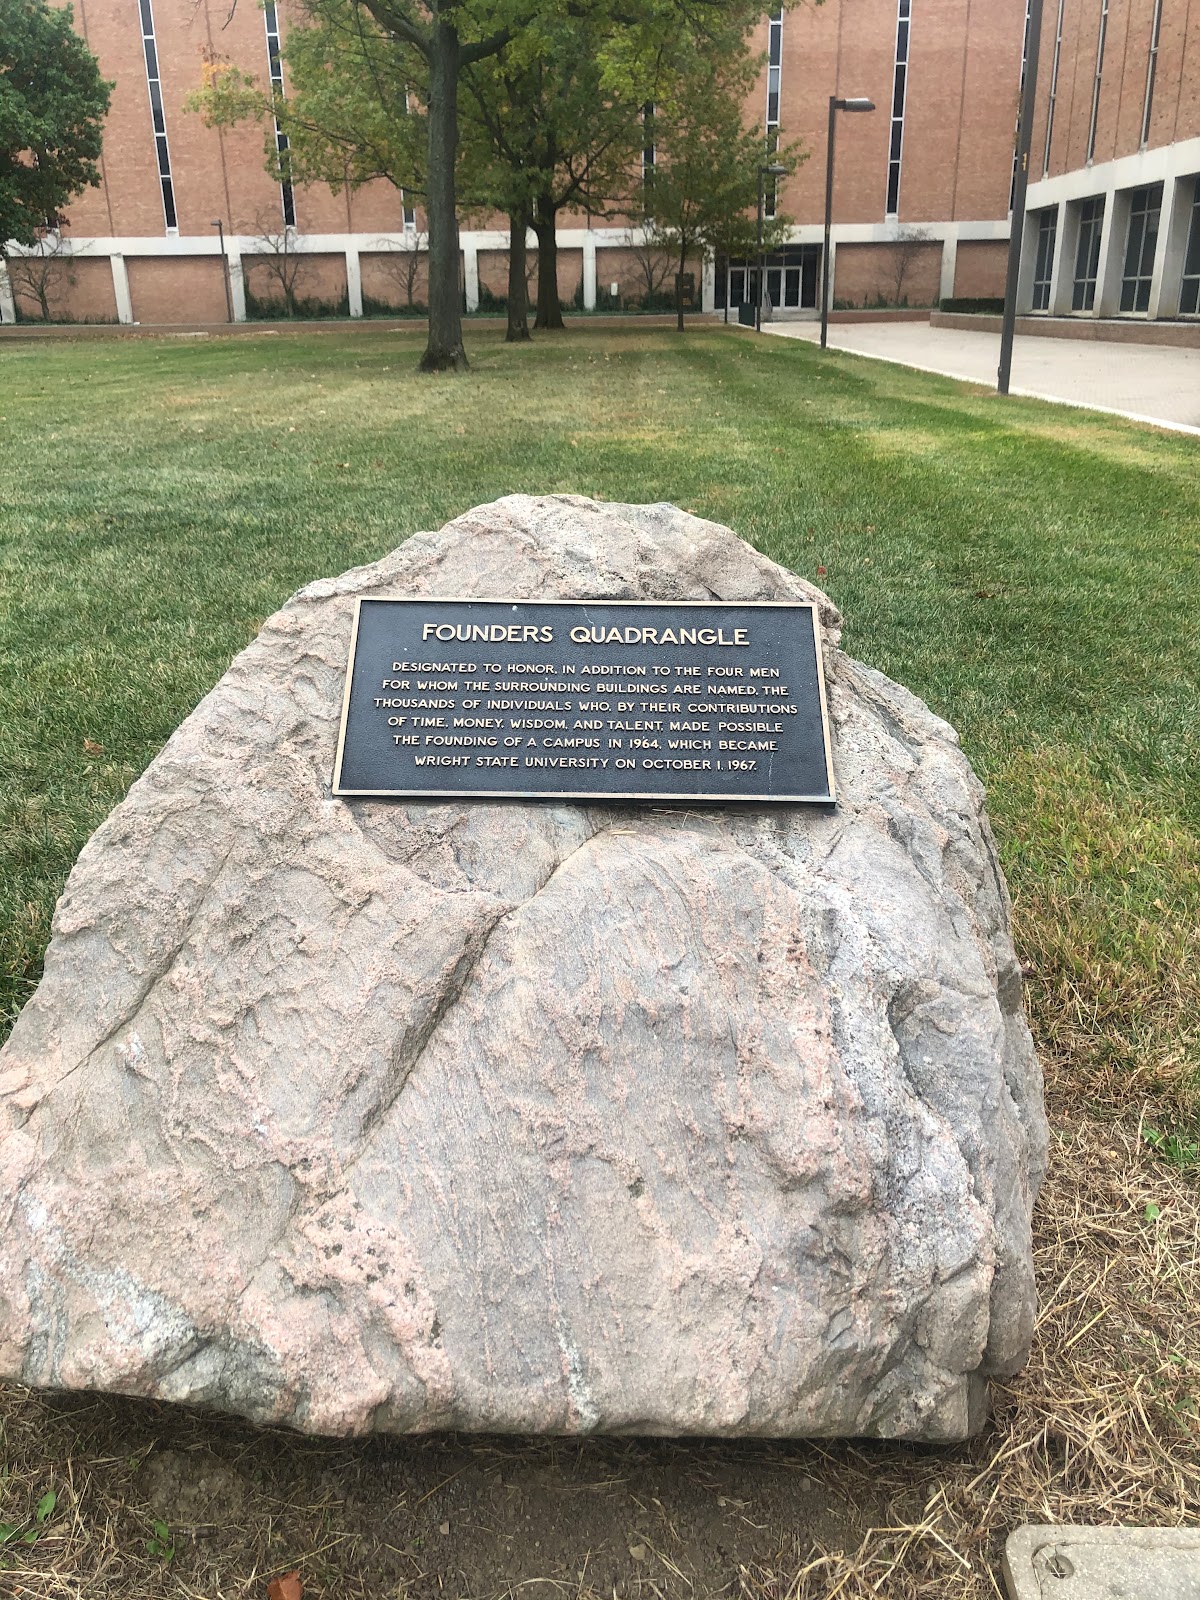 FOUNDERS QUADRANGLE
DESIGNATED TO HONOR, IN ADDITION TO THE FOUR MEN
FOR WHOM THE SURROUNDING BUILDINGS ARE NAMED, THE
THOUSANDS OF INDIVIDUALS WHO, BY THEIR CONTRIBUTIONS
OF TIME, MONEY, WISDOM, AND TALENT, MADE POSSIBLE
THE FOUNDING OF A CAMPUS IN 1964, WHICH BECAME
WRIGHT STATE UNIVERSITY ON OCTOBER 1, 1967.